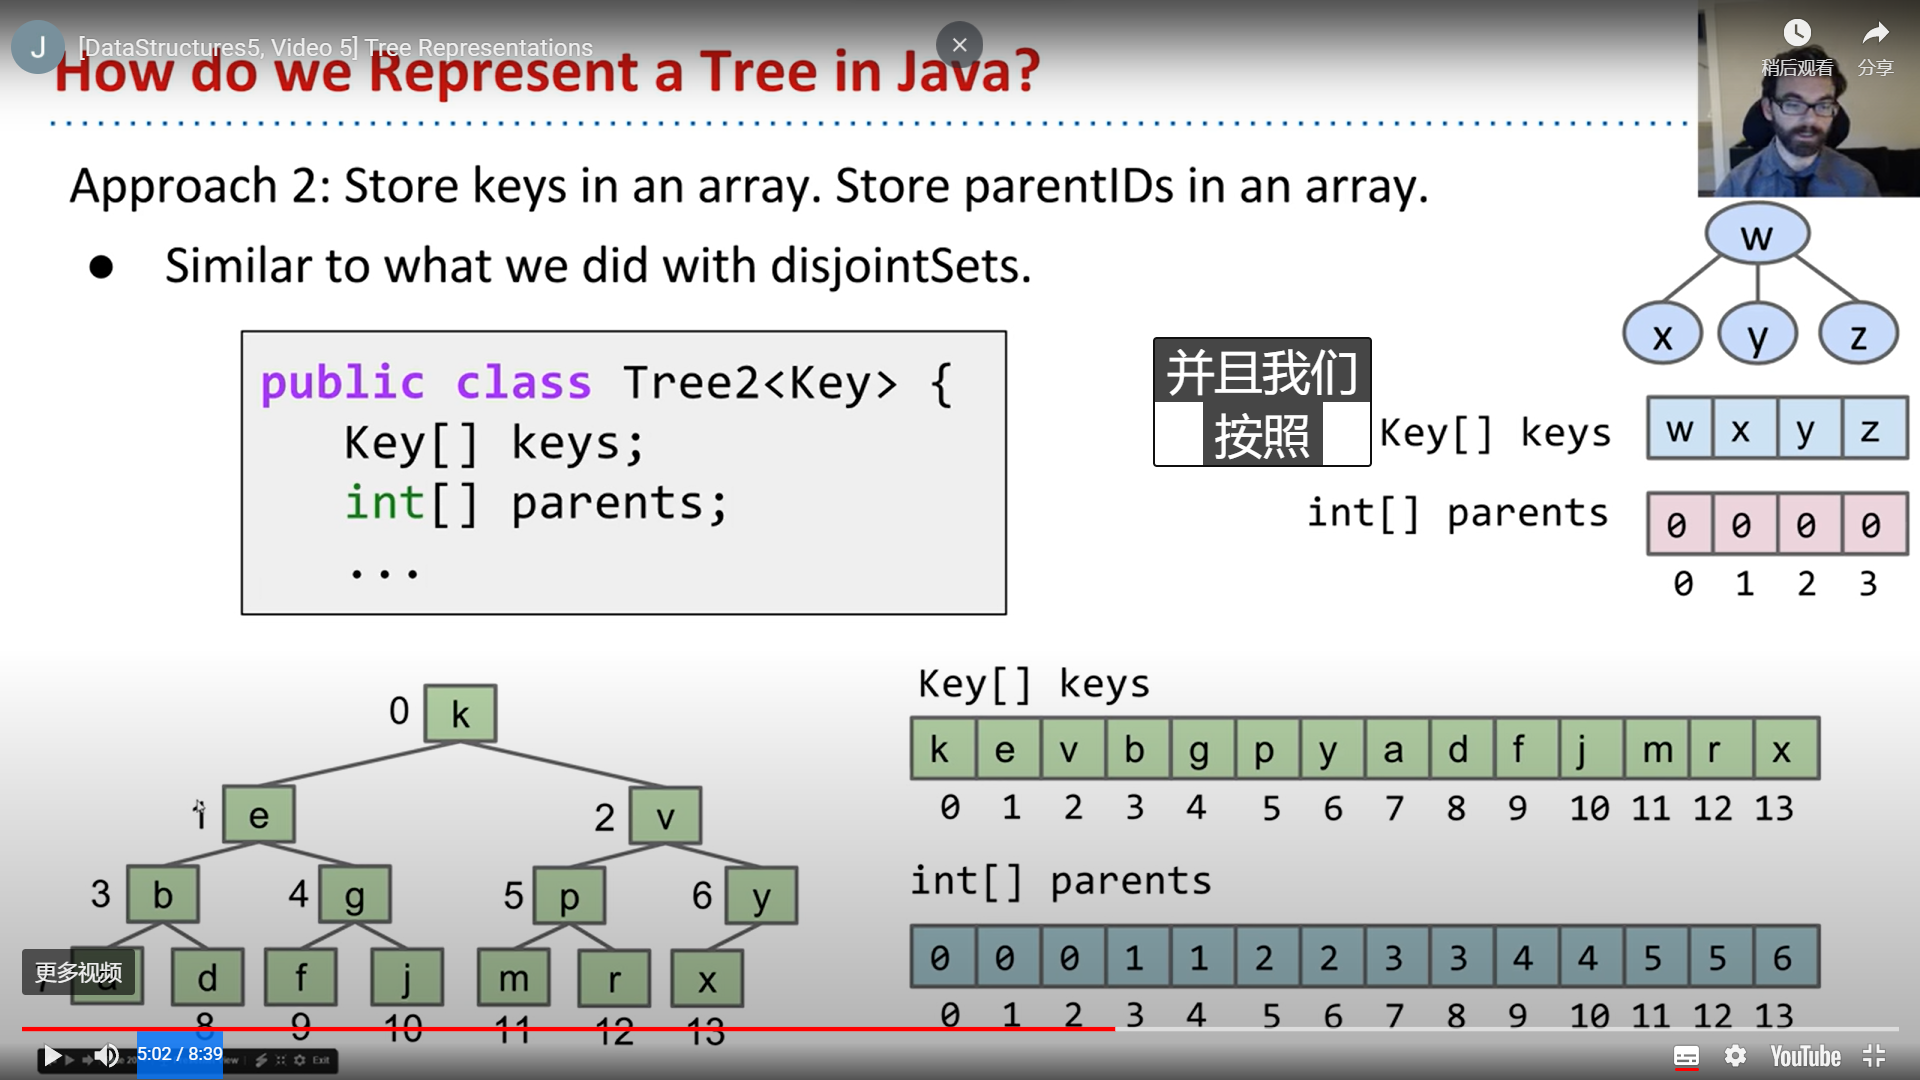 J
[DataStructures5, Video 5] Tree Representations
稍后观看
分享
How do we Represent a Tree in Java?
Approach 2: Store keys in an array. Store parentIDs in an array.
● Similar to what we did with disjointSets.
public class Tree2<Key> {
Key[] keys;
int[] parents;
...
并且我们
按照
w
x y z
Key[] keys w x y z
int[] parents 0 0 0 0
0 1 2 3
0 k
1 e 2 v
3 b 4 g 5 p 6 y
d f j m r x
8 9 10 11 12 13
更多视频
Key[] keys
k e v b g p y a d f j m r x
0 1 2 3 4 5 6 7 8 9 10 11 12 13
int[] parents
0 0 0 1 1 2 2 3 3 4 4 5 5 6
0 1 2 3 4 5 6 7 8 9 10 11 12 13
5:02 / 8:39
Exit
YouTube